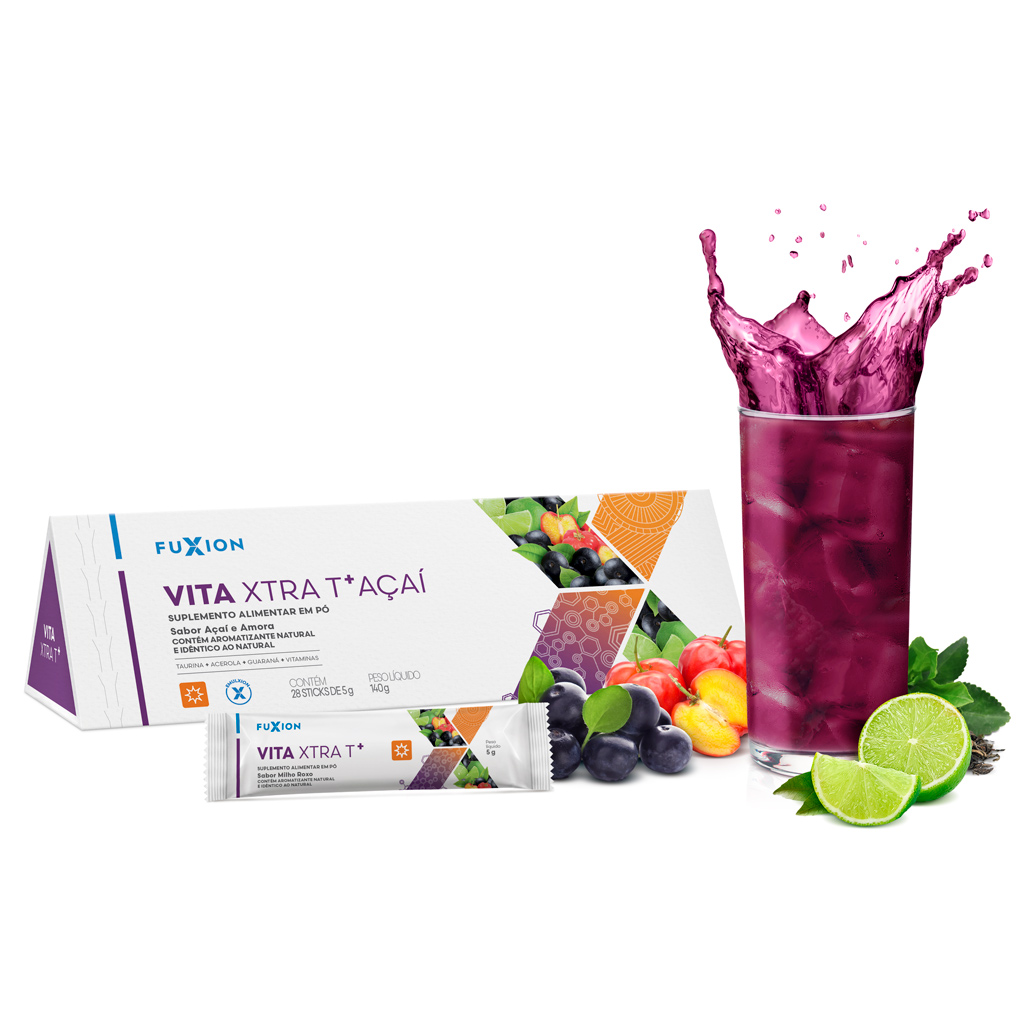 FUXION
VITA XTRA T+ AÇAÍ
SUPLEMENTO ALIMENTAR EM PÓ
Sabor Açaí e Amora
CONTÉM AROMATIZANTE NATURAL
E IDÊNTICO AO NATURAL
TAURINA • ACEROLA • GUARANÁ • VITAMINAS
EMULXION
X
CONTÉM
28 STICKS DE 5g
PESO LÍQUIDO
140g
VITA
XTRA T+
FUXION
VITA XTRA T+
SUPLEMENTO ALIMENTAR EM PÓ
Sabor Milho Roxo
CONTÉM AROMATIZANTE NATURAL
E IDÊNTICO AO NATURAL
Peso
líquido
5 g